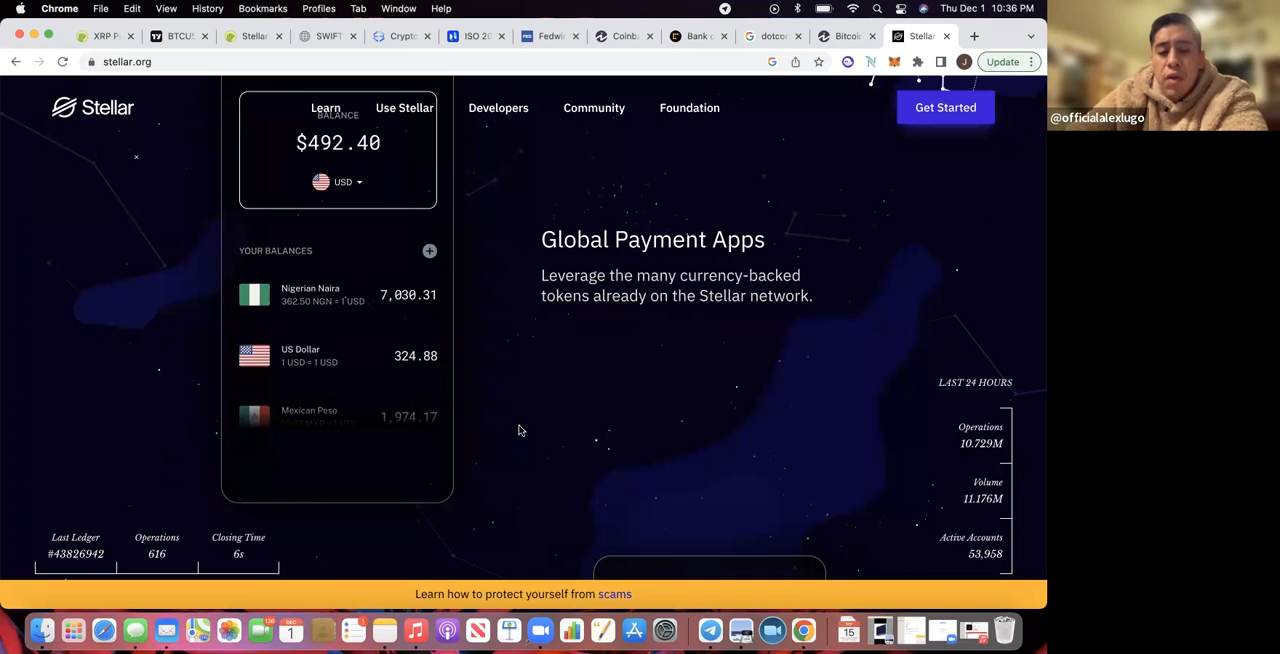 Chrome File Edit View History Bookmarks Profiles Tab Window Help Thu Dec 1 10:36 PM
XRP P BTCUS Stellar SWIFT Crypto ISO 20 Fedwi Coinb Bank o dotcor Bitcoin Stellar
stellar.org Update
Stellar Learn Use Stellar Developers Community Foundation Get Started
@officialalexlugo
BALANCE
$492.40
USD
YOUR BALANCES
Nigerian Naira
362.50 NGN = 1 USD
7,030.31
US Dollar
1 USD = 1 USD
324.88
Mexican Peso
1,974.17
Global Payment Apps
Leverage the many currency-backed
tokens already on the Stellar network.
LAST 24 HOURS
Operations
10.729M
Volume
11.176M
Active Accounts
53,958
Last Ledger Operations Closing Time
#43826942 616 6s
Learn how to protect yourself from scams